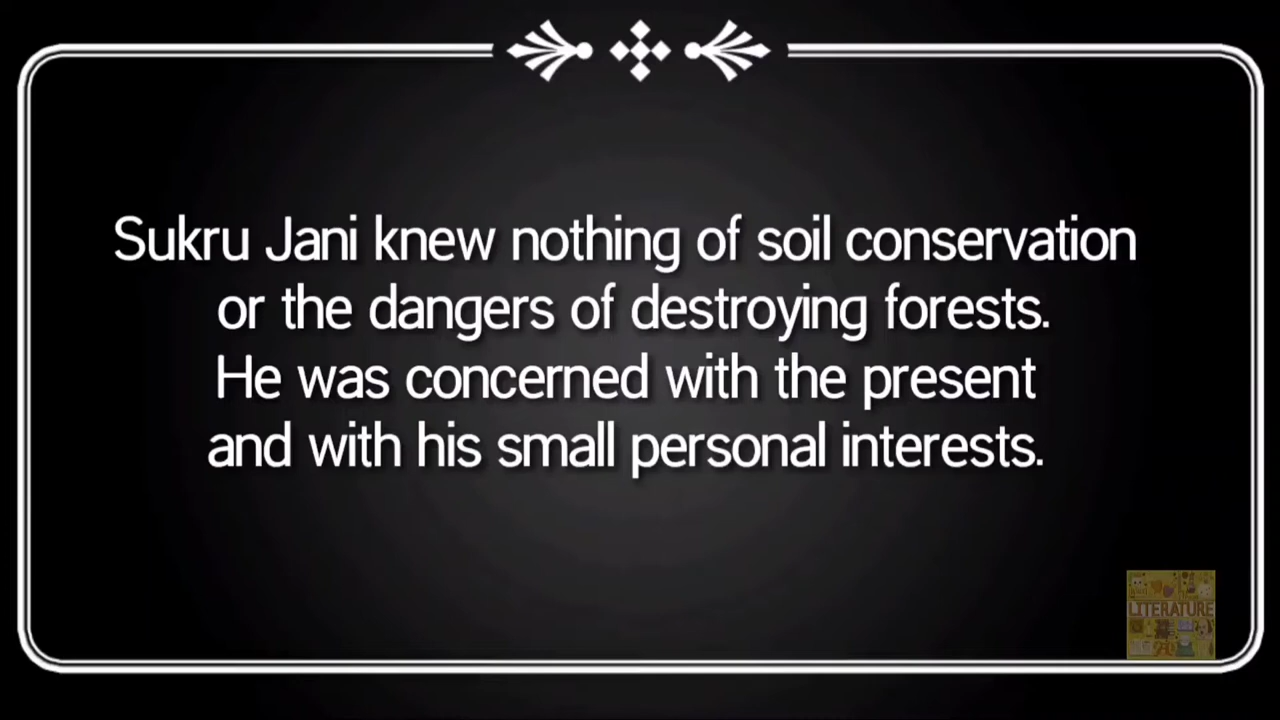 Sukru Jani knew nothing of soil conservation
or the dangers of destroying forests.
He was concerned with the present
and with his small personal interests.
LITERATURE